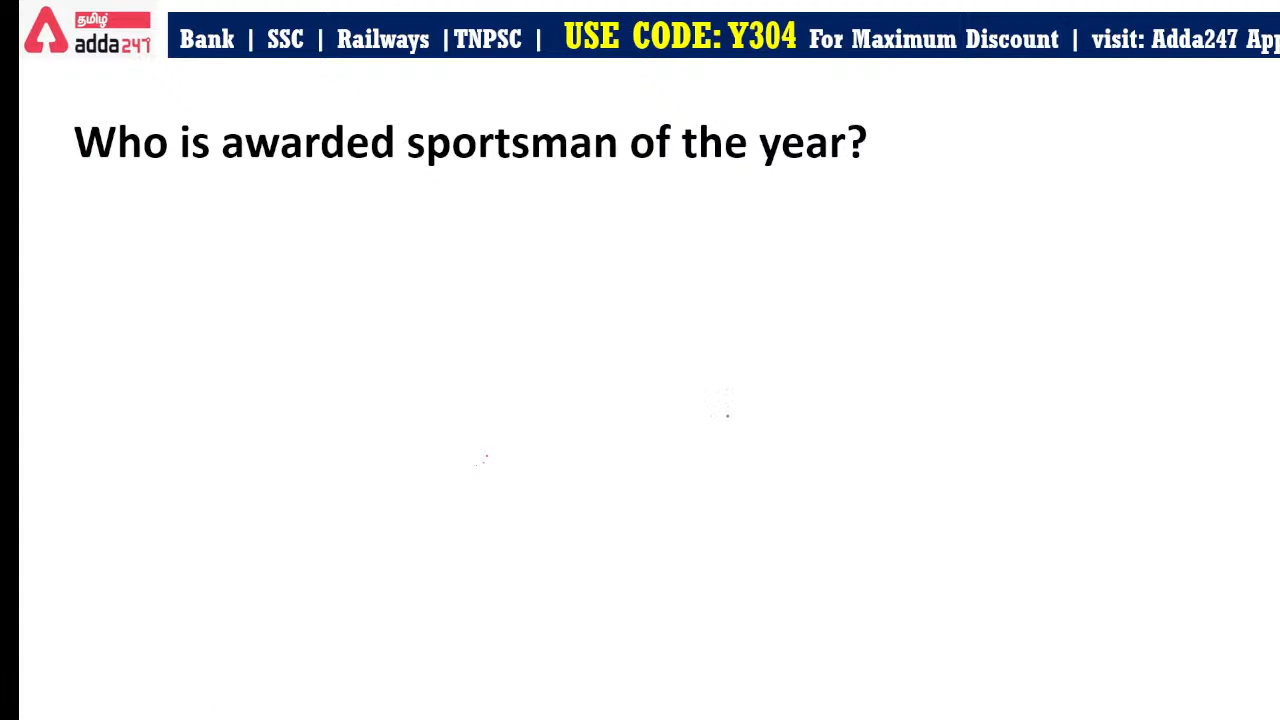 தமிழ்
adda247
Bank | SSC | Railways |TNPSC | USE CODE: Y304 For Maximum Discount | visit: Adda247 App
Who is awarded sportsman of the year?